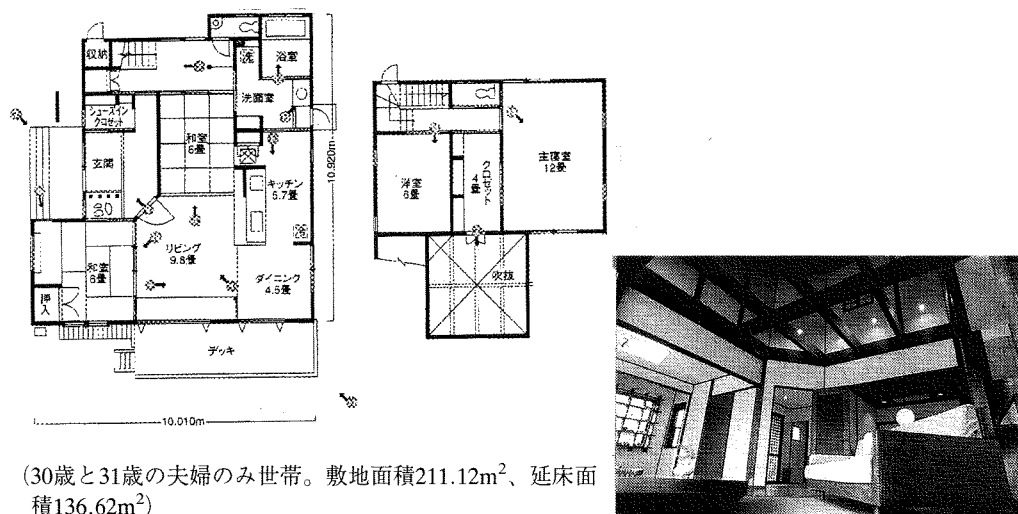 収納
浴室
洗
洗面室
シューズイン
クロゼット
和室
6畳
玄関
キッチン
5.7畳
リビング
9.8畳
和室
6畳
押入
ダイニング
4.5畳
デッキ
10.920m
10.010m
洋室
6畳
クロゼット
4畳
主寝室
12畳
吹抜
(30歳と31歳の夫婦のみ世帯。敷地面積211.12m²、延床面
積136.62m²)